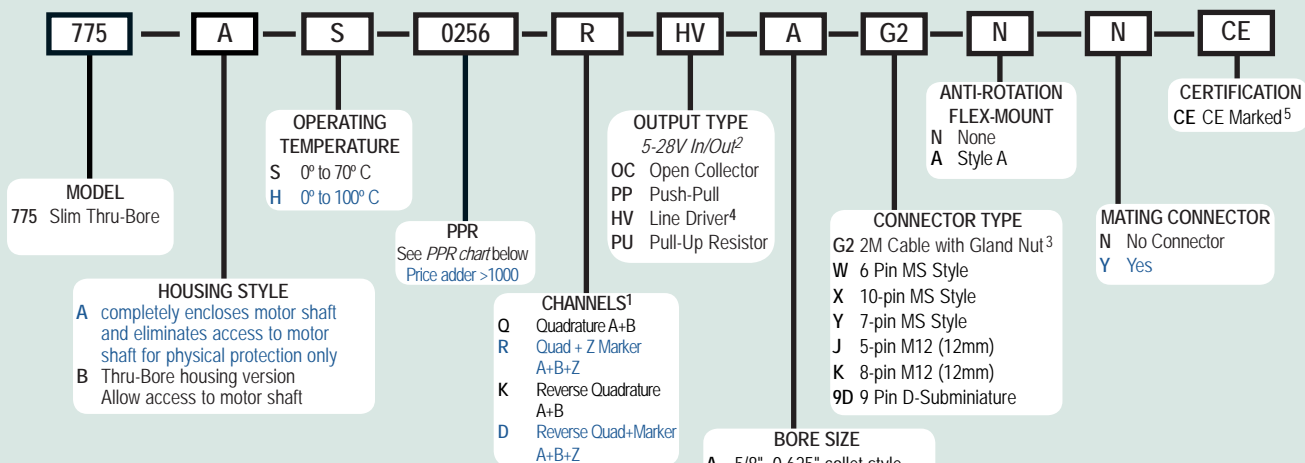 775 A S 0256 R HV A G2 N N CE
MODEL
775 Slim Thru-Bore
HOUSING STYLE
A completely encloses motor shaft
and eliminates access to motor
shaft for physical protection only
B Thru-Bore housing version
Allow access to motor shaft
OPERATING
TEMPERATURE
S 0º to 70º C
H 0º to 100º C
PPR
See PPR chart below
Price adder >1000
CHANNELS¹
Q Quadrature A+B
R Quad + Z Marker
A+B+Z
K Reverse Quadrature
A+B
D Reverse Quad+Marker
A+B+Z
OUTPUT TYPE
5-28V In/Out²
OC Open Collector
PP Push-Pull
HV Line Driver⁴
PU Pull-Up Resistor
BORE SIZE
A 5/8", 0.625" collet style
CONNECTOR TYPE
G2 2M Cable with Gland Nut³
W 6 Pin MS Style
X 10-pin MS Style
Y 7-pin MS Style
J 5-pin M12 (12mm)
K 8-pin M12 (12mm)
9D 9 Pin D-Subminiature
ANTI-ROTATION
FLEX-MOUNT
N None
A Style A
MATING CONNECTOR
N No Connector
Y Yes
CERTIFICATION
CE CE Marked⁵